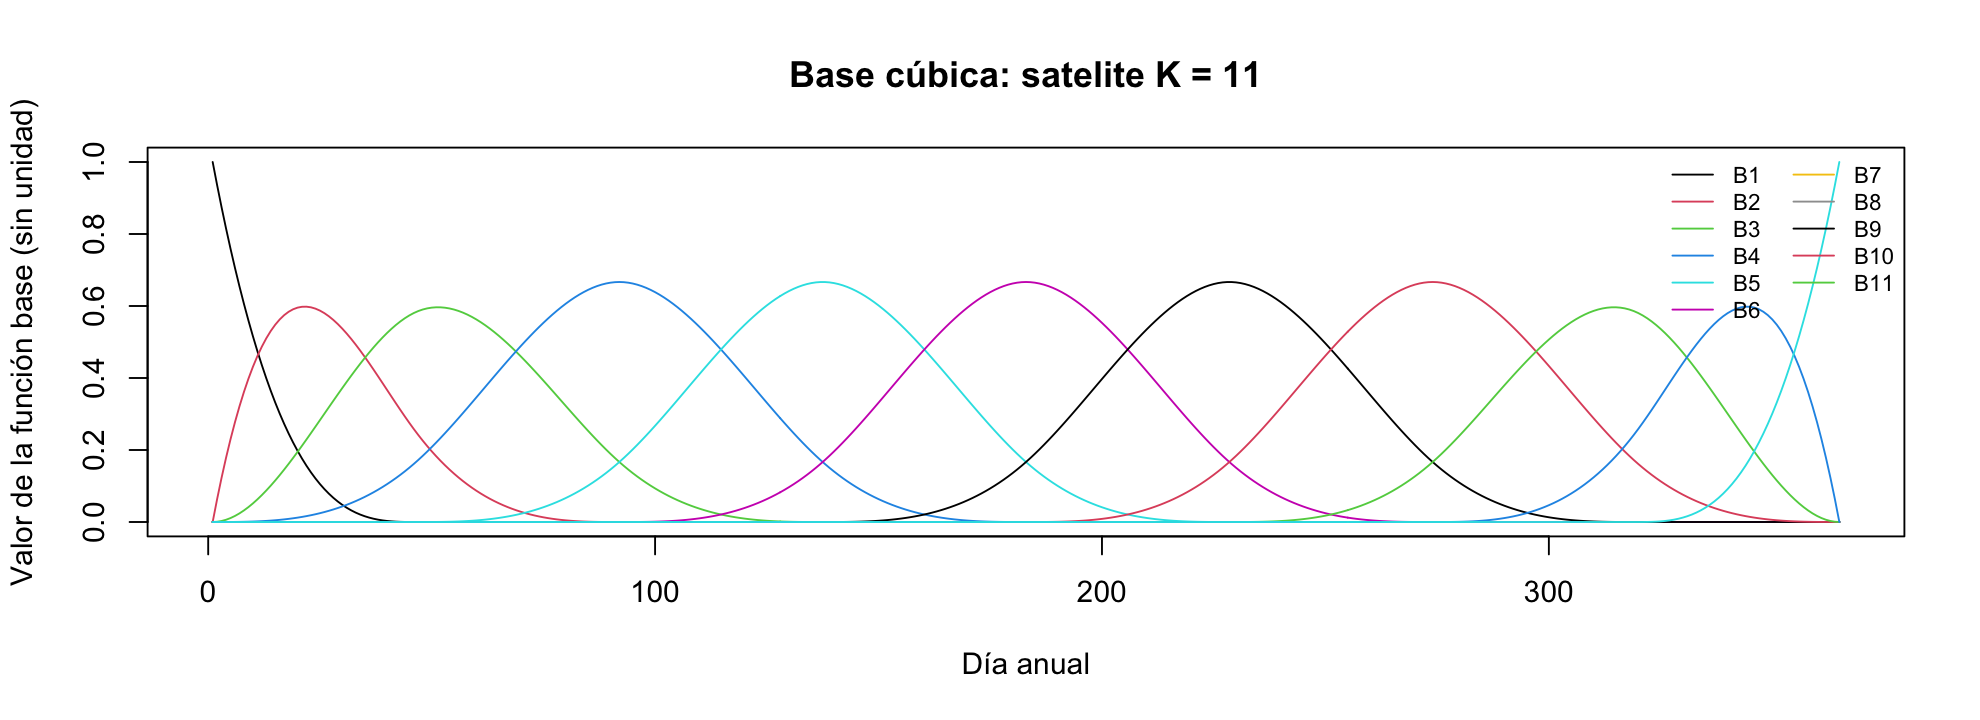 Base cúbica: satelite K = 11
Valor de la función base (sin unidad)
1.0
0.8
0.6
0.4
0.2
0.0
B1
B2
B3
B4
B5
B6
B7
B8
B9
B10
B11
0 100 200 300
Día anual